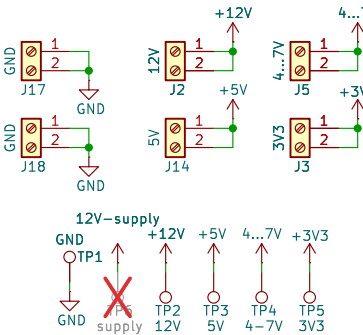 +12V
4...7V
GND
1
2
J17
GND
12V
1
2
J2
4...7V
1
2
J5
+5V
+3V
GND
1
2
J18
GND
5V
1
2
J14
3V3
1
2
J3
12V-supply
GND
TP1
GND
TP6
supply
+12V
TP2
12V
+5V
TP3
5V
4...7V
TP4
4-7V
+3V3
TP5
3V3